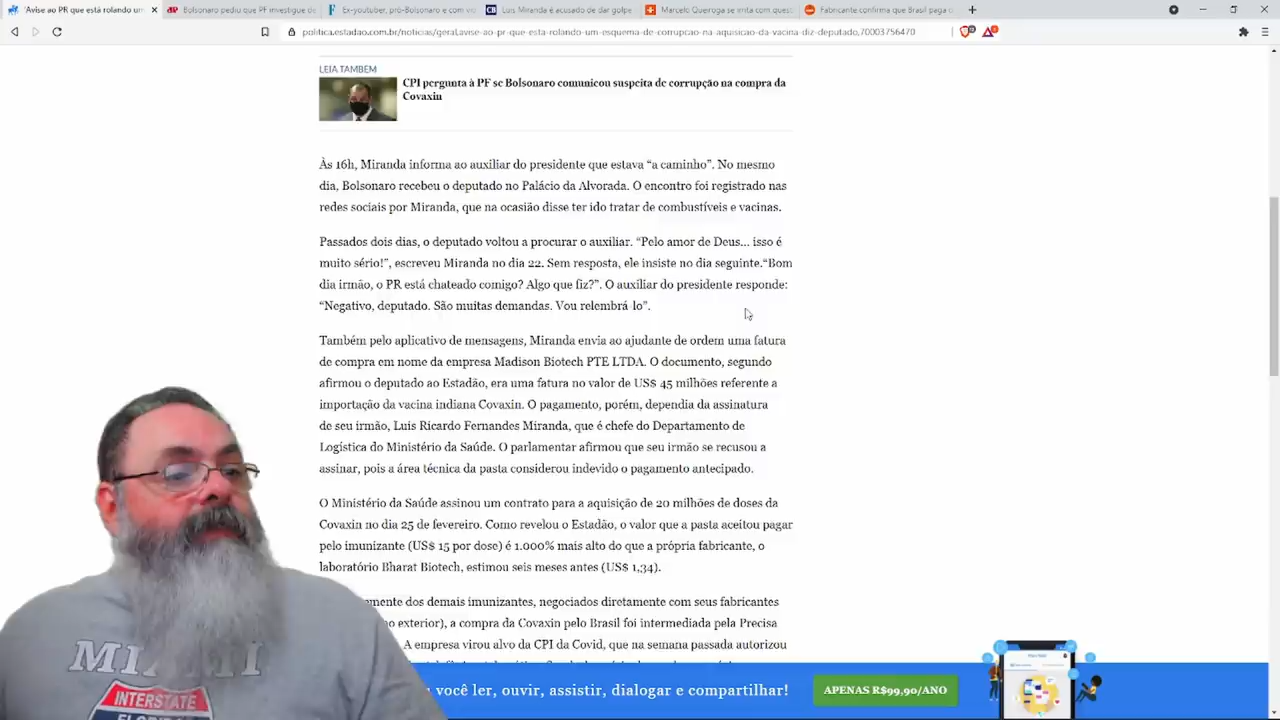 'Avise ao PR que está rolando um
Bolsonaro pediu que PF investigue de
Ex-youtuber, pró-Bolsonaro e com vo
Luis Miranda é acusado de dar golpe
Marcelo Queiroga se irrita com quest
Fabricante confirma que Brasil paga c
politica.estadao.com.br/noticias/geral,avise-ao-pr-que-esta-rolando-um-esquema-de-corrupcao-na-aquisicao-da-vacina-diz-deputado,70003756470
LEIA TAMBÉM
CPI pergunta à PF se Bolsonaro comunicou suspeita de corrupção na compra da
Covaxin
Às 16h, Miranda informa ao auxiliar do presidente que estava “a caminho”. No mesmo
dia, Bolsonaro recebeu o deputado no Palácio da Alvorada. O encontro foi registrado nas
redes sociais por Miranda, que na ocasião disse ter ido tratar de combustíveis e vacinas.
Passados dois dias, o deputado voltou a procurar o auxiliar. “Pelo amor de Deus... isso é
muito sério!”, escreveu Miranda no dia 22. Sem resposta, ele insiste no dia seguinte.“Bom
dia irmão, o PR está chateado comigo? Algo que fiz?”. O auxiliar do presidente responde:
“Negativo, deputado. São muitas demandas. Vou relembrá-lo”.
Também pelo aplicativo de mensagens, Miranda envia ao ajudante de ordem uma fatura
de compra em nome da empresa Madison Biotech PTE LTDA. O documento, segundo
afirmou o deputado ao Estadão, era uma fatura no valor de US$ 45 milhões referente a
importação da vacina indiana Covaxin. O pagamento, porém, dependia da assinatura
de seu irmão, Luis Ricardo Fernandes Miranda, que é chefe do Departamento de
Logística do Ministério da Saúde. O parlamentar afirmou que seu irmão se recusou a
assinar, pois a área técnica da pasta considerou indevido o pagamento antecipado.
O Ministério da Saúde assinou um contrato para a aquisição de 20 milhões de doses da
Covaxin no dia 25 de fevereiro. Como revelou o Estadão, o valor que a pasta aceitou pagar
pelo imunizante (US$ 15 por dose) é 1.000% mais alto do que a própria fabricante, o
laboratório Bharat Biotech, estimou seis meses antes (US$ 1,34).
emente dos demais imunizantes, negociados diretamente com seus fabricantes
o exterior), a compra da Covaxin pelo Brasil foi intermediada pela Precisa
A empresa virou alvo da CPI da Covid, que na semana passada autorizou
você ler, ouvir, assistir, dialogar e compartilhar!
APENAS R$99,90/ANO
INTERSTATE
FLORIDA